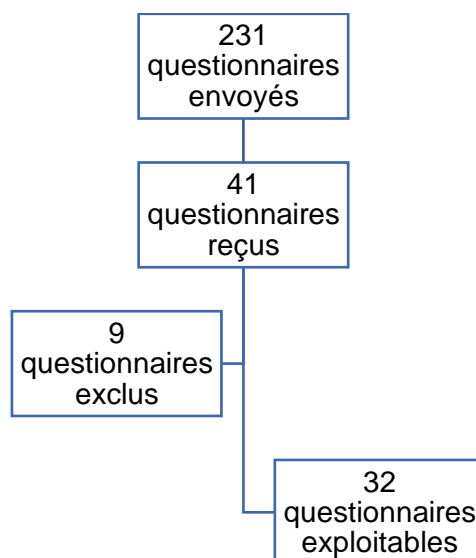 231
questionnaires
envoyés
41
questionnaires
reçus
9
questionnaires
exclus
32
questionnaires
exploitables